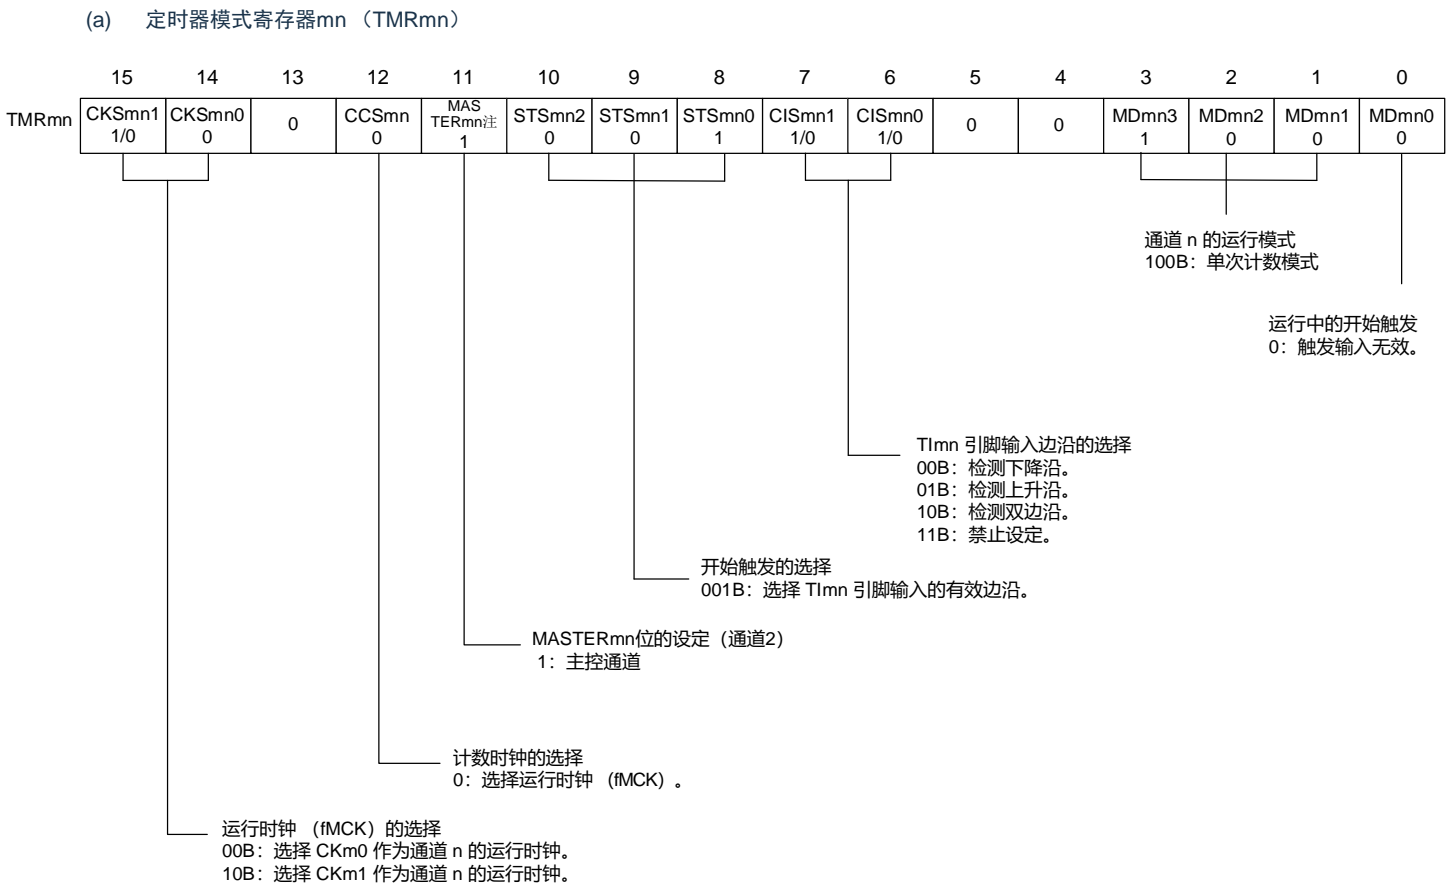 (a) 定时器模式寄存器mn （TMRmn）
15 14 13 12 11 10 9 8 7 6 5 4 3 2 1 0
TMRmn CKSmn1 CKSmn0 0 CCSmn MAS STSmn2 STSmn1 STSmn0 CISmn1 CISmn0 0 0 MDmn3 MDmn2 MDmn1 MDmn0
TERmn注
1/0 0 0 1 0 0 1 1/0 1/0 1 0 0 0
通道 n 的运行模式
100B：单次计数模式
运行中的开始触发
0：触发输入无效。
TImn 引脚输入边沿的选择
00B：检测下降沿。
01B：检测上升沿。
10B：检测双边沿。
11B：禁止设定。
开始触发的选择
001B：选择 TImn 引脚输入的有效边沿。
MASTERmn位的设定（通道2）
1：主控通道
计数时钟的选择
0：选择运行时钟 （fMCK）。
运行时钟 （fMCK）的选择
00B：选择 CKm0 作为通道 n 的运行时钟。
10B：选择 CKm1 作为通道 n 的运行时钟。